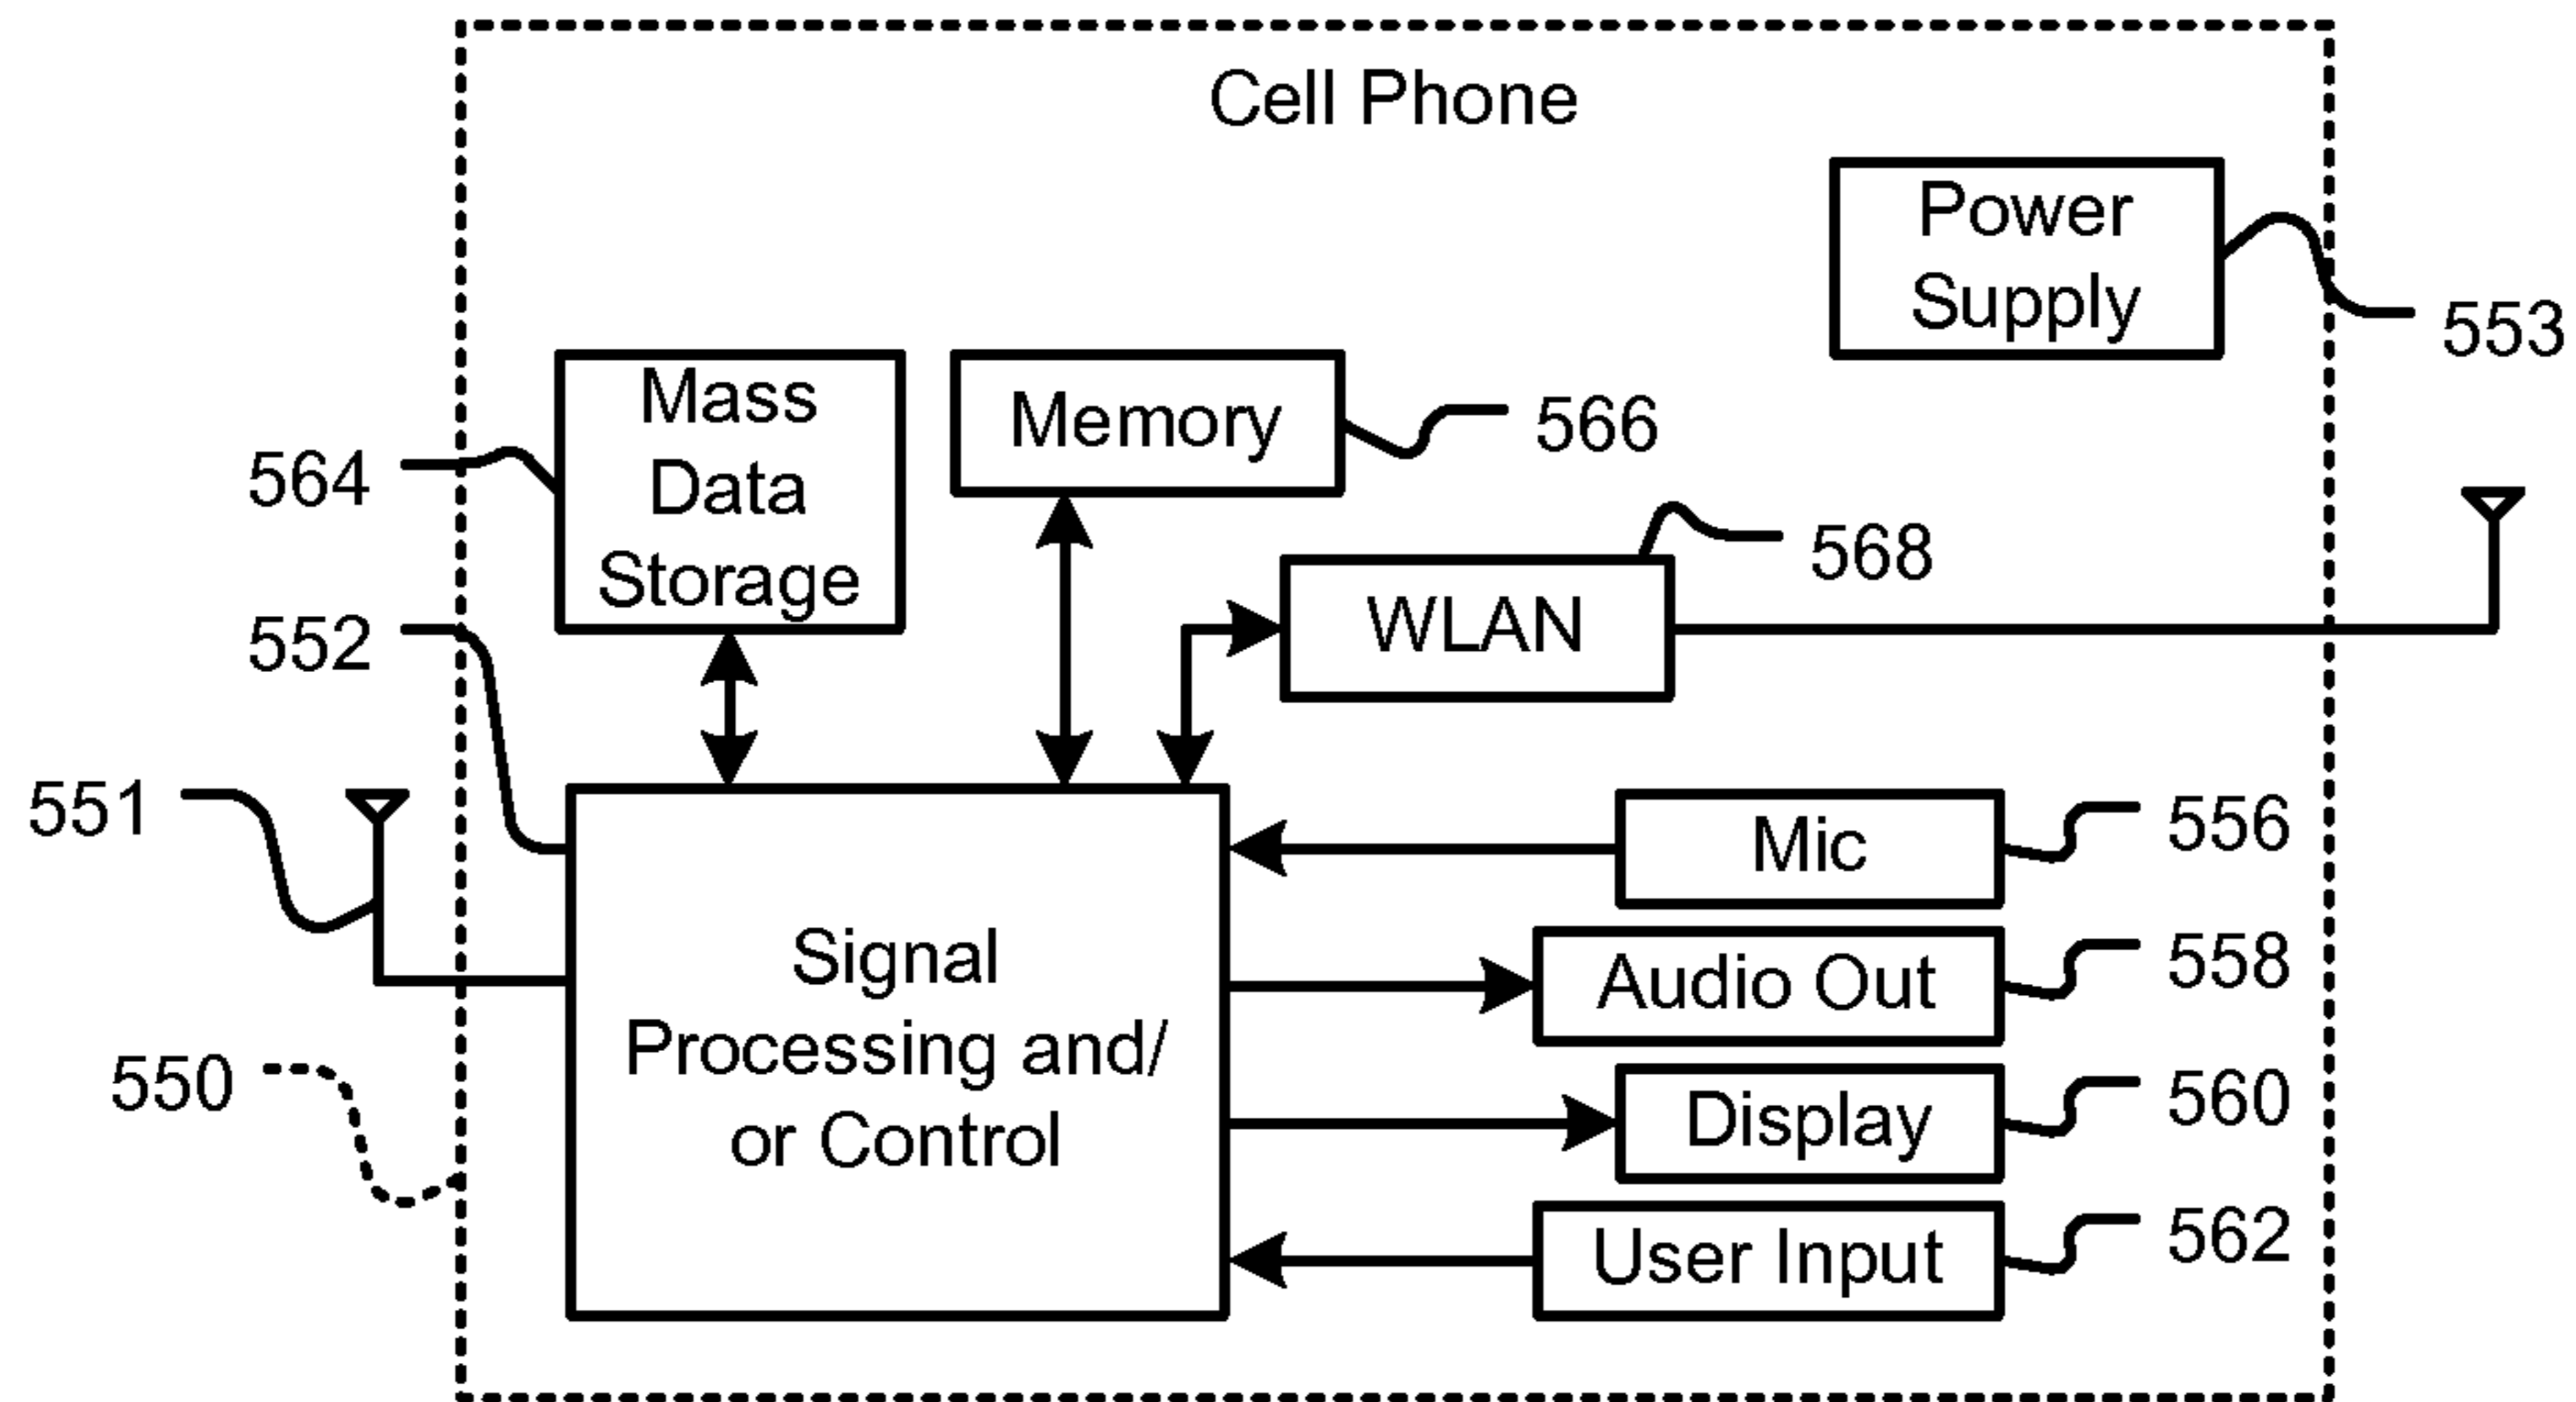 Cell Phone
Power
Supply
553
Mass
Data
Storage
564
Memory
566
WLAN
568
552
551
Signal
Processing and/
or Control
550
Mic
556
Audio Out
558
Display
560
User Input
562